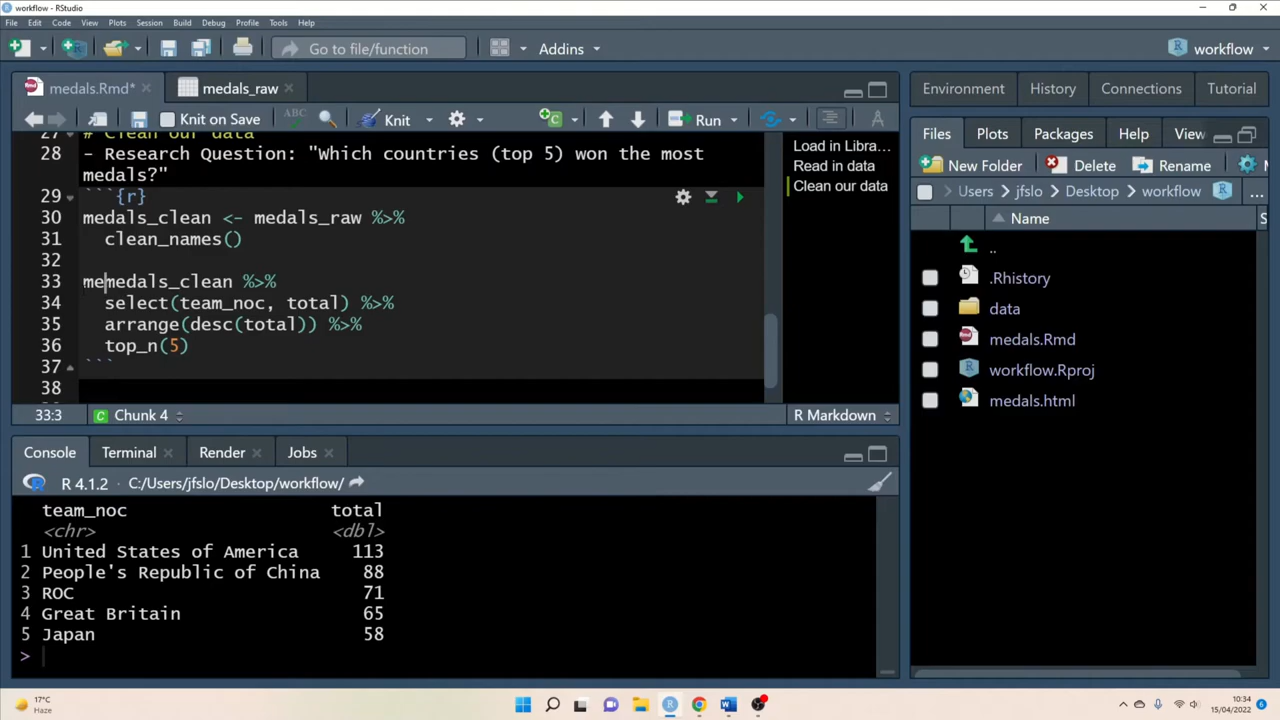 workflow - RStudio
File Edit Code View Plots Session Build Debug Profile Tools Help
Go to file/function Addins workflow
medals.Rmd* medals_raw
Knit on Save ABC Knit Run
27 # Clean our data
28 - Research Question: "Which countries (top 5) won the most
medals?"
29 ```{r}
30 medals_clean <- medals_raw %>%
31 clean_names()
32
33 memedals_clean %>%
34 select(team_noc, total) %>%
35 arrange(desc(total)) %>%
36 top_n(5)
37 ```
38
33:3 Chunk 4 R Markdown
Load in Libra...
Read in data
Clean our data
Console Terminal Render Jobs
R 4.1.2 · C:/Users/jfslo/Desktop/workflow/
team_noc total
<chr> <dbl>
1 United States of America 113
2 People's Republic of China 88
3 ROC 71
4 Great Britain 65
5 Japan 58
>
Environment History Connections Tutorial
Files Plots Packages Help View
New Folder Delete Rename
Users jfslo Desktop workflow ...
Name S
..
.Rhistory
data
medals.Rmd
workflow.Rproj
medals.html
17°C
Haze
10:34
15/04/2022
6